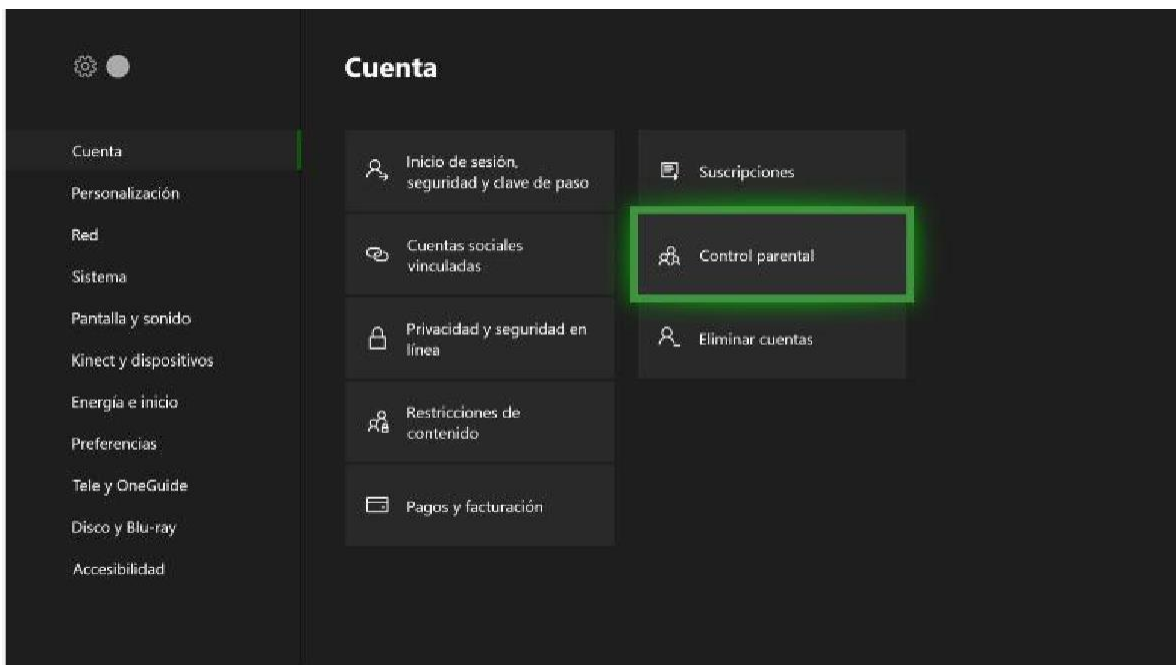 Cuenta
Cuenta
Personalización
Red
Sistema
Pantalla y sonido
Kinect y dispositivos
Energía e inicio
Preferencias
Tele y OneGuide
Disco y Blu-ray
Accesibilidad
Inicio de sesión,
seguridad y clave de paso
Cuentas sociales
vinculadas
Privacidad y seguridad en
línea
Restricciones de
contenido
Pagos y facturación
Suscripciones
Control parental
Eliminar cuentas